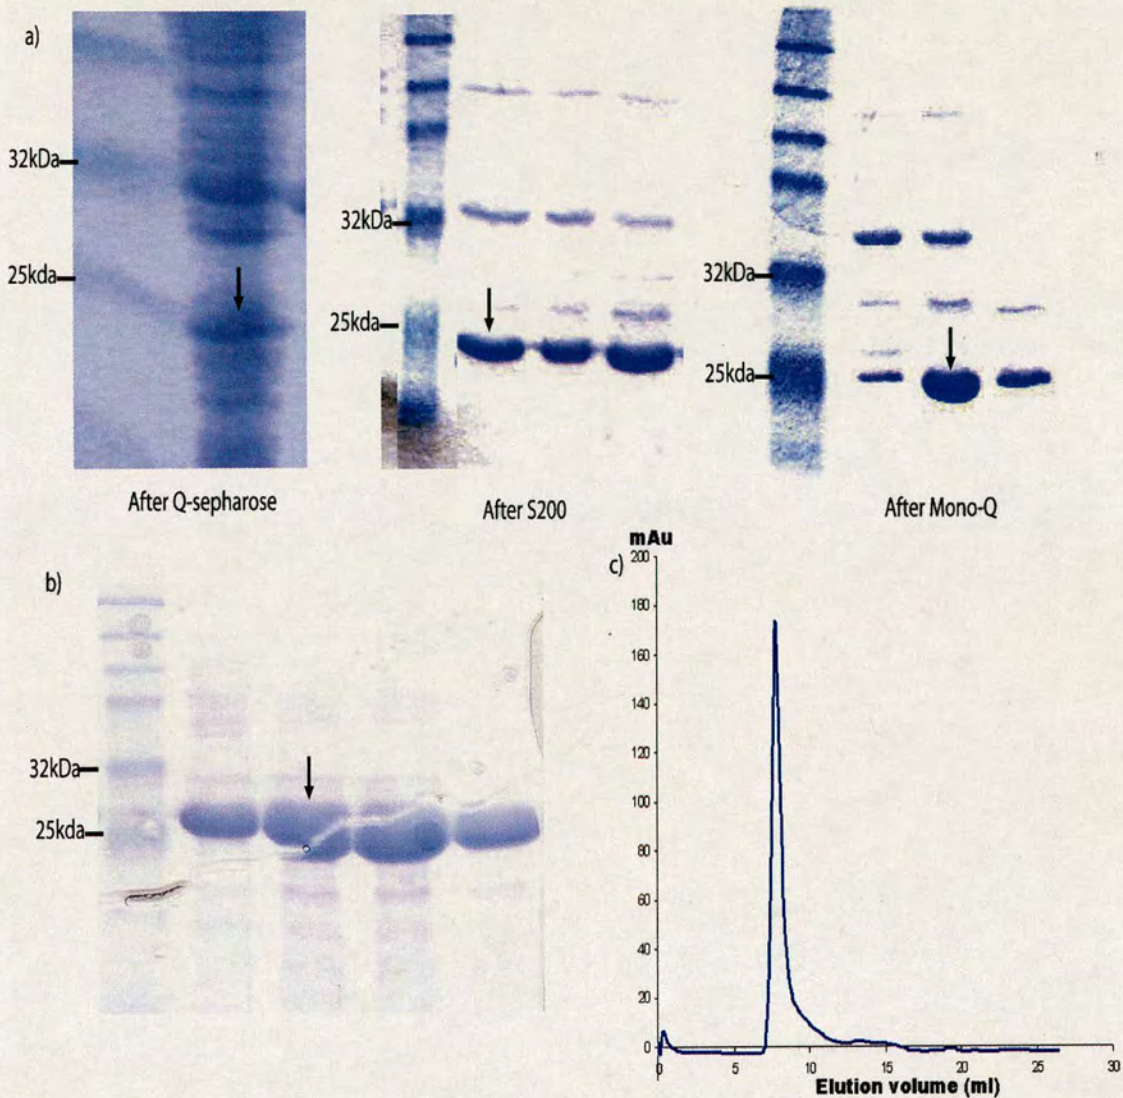 a)
32kDa
25kda
32kDa
25kda
32kDa
25kda
After Q-sepharose
After S200
After Mono-Q
b)
32kDa
25kda
c)
mAu
200
180
160
140
120
100
80
60
40
20
0
0 5 10 15 20 25 30
Elution volume (ml)